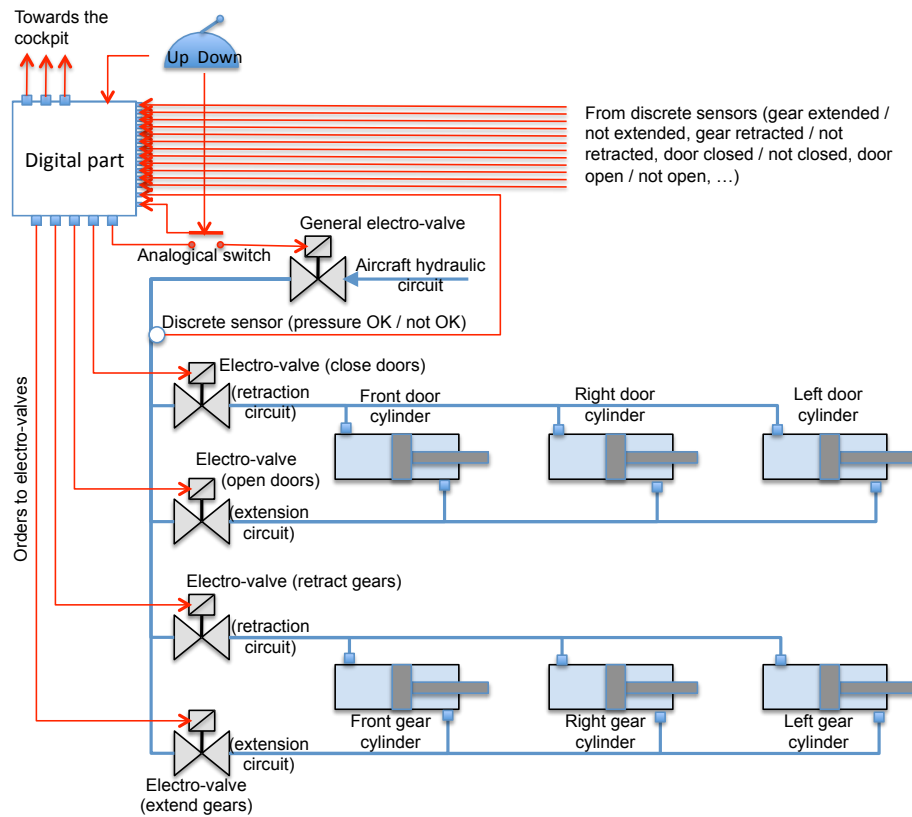 Towards the
cockpit
Up Down
Digital part
From discrete sensors (gear extended /
not extended, gear retracted / not
retracted, door closed / not closed, door
open / not open, …)
General electro-valve
Analogical switch
Aircraft hydraulic
circuit
Discrete sensor (pressure OK / not OK)
Orders to electro-valves
Electro-valve (close doors)
(retraction
circuit)
Front door
cylinder
Right door
cylinder
Left door
cylinder
Electro-valve
(open doors)
(extension
circuit)
Electro-valve (retract gears)
(retraction
circuit)
Front gear
cylinder
Right gear
cylinder
Left gear
cylinder
(extension
circuit)
Electro-valve
(extend gears)